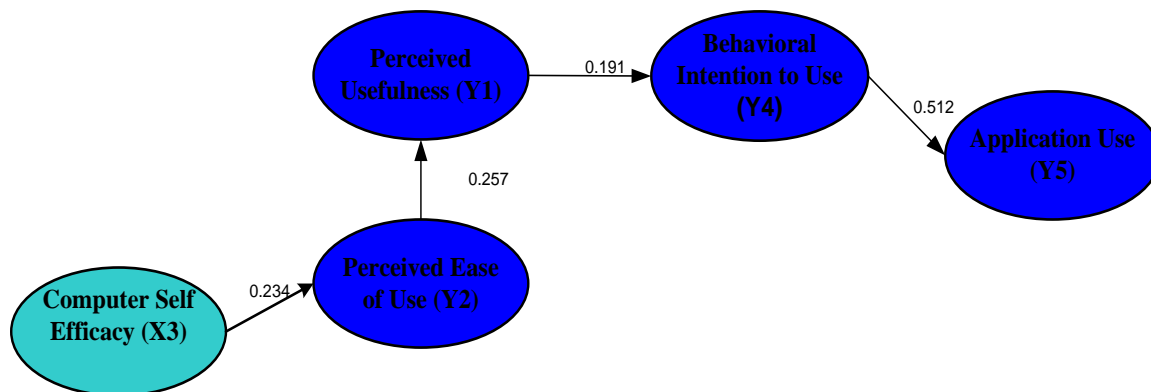 Perceived
Usefulness (Y1)
0.191
Behavioral
Intention to Use
(Y4)
0.512
Application Use
(Y5)
0.257
Perceived Ease
of Use (Y2)
0.234
Computer Self
Efficacy (X3)